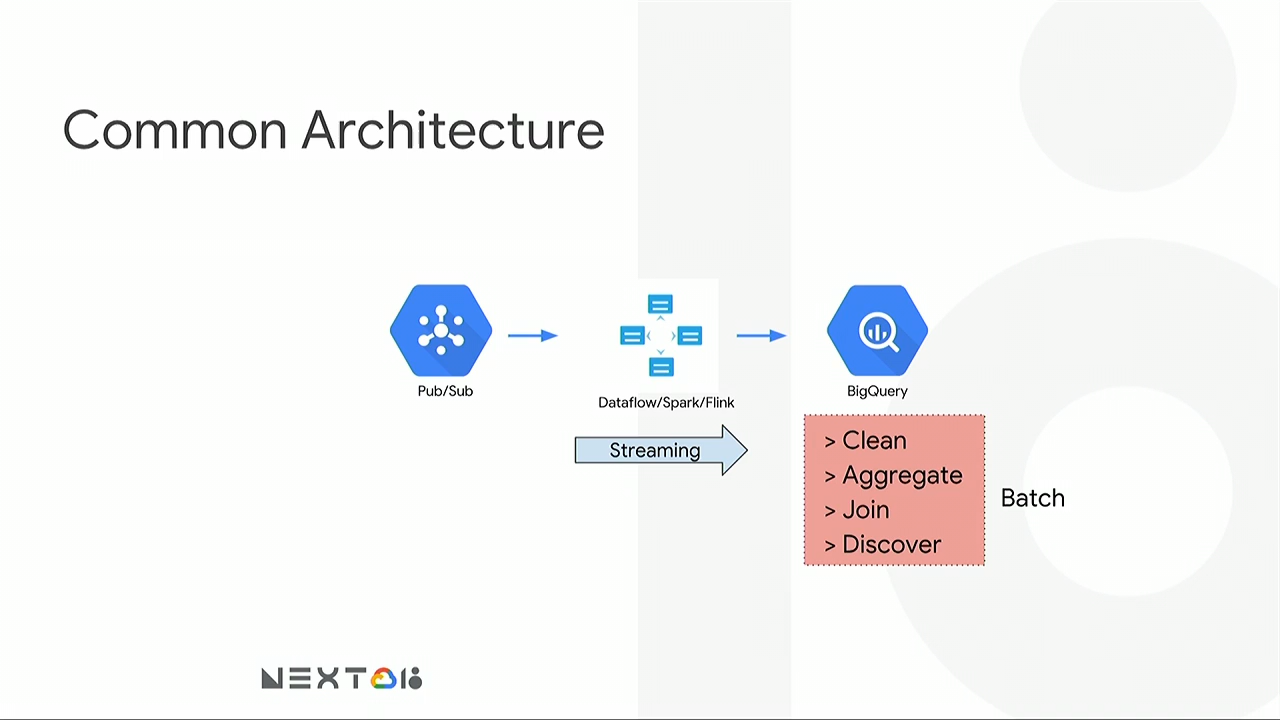 Common Architecture
Pub/Sub
Dataflow/Spark/Flink
BigQuery
Streaming
> Clean
> Aggregate
> Join
> Discover
Batch
NEXT 18